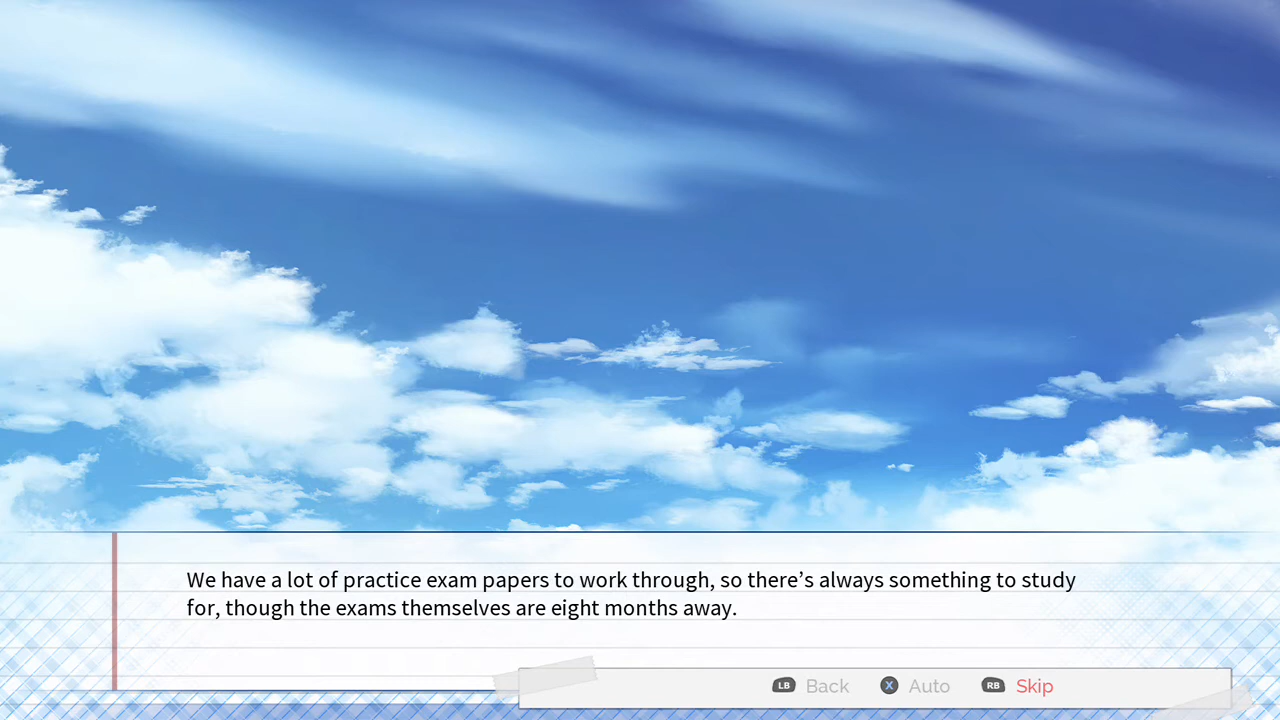 We have a lot of practice exam papers to work through, so there’s always something to study
for, though the exams themselves are eight months away.
LB Back X Auto RB Skip